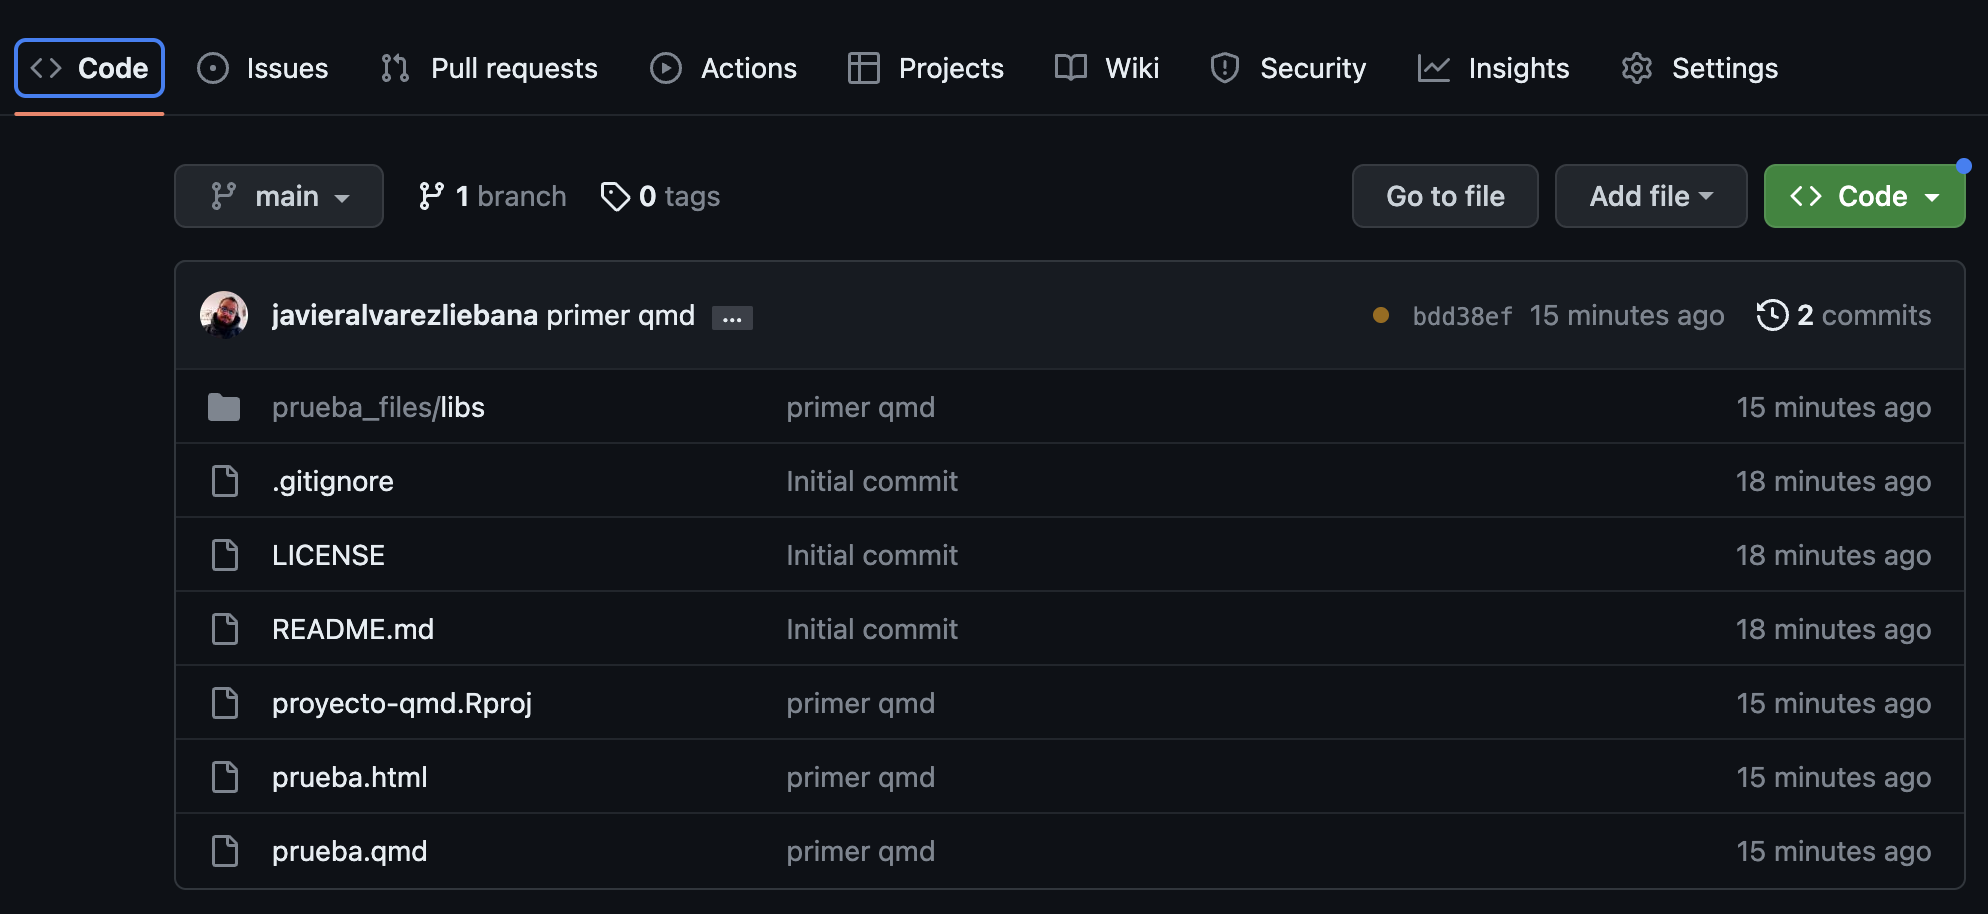 Code Issues Pull requests Actions Projects Wiki Security Insights Settings
main 1 branch 0 tags Go to file Add file Code
javieralvarezliebana primer qmd ... bdd38ef 15 minutes ago 2 commits
prueba_files/libs primer qmd 15 minutes ago
.gitignore Initial commit 18 minutes ago
LICENSE Initial commit 18 minutes ago
README.md Initial commit 18 minutes ago
proyecto-qmd.Rproj primer qmd 15 minutes ago
prueba.html primer qmd 15 minutes ago
prueba.qmd primer qmd 15 minutes ago